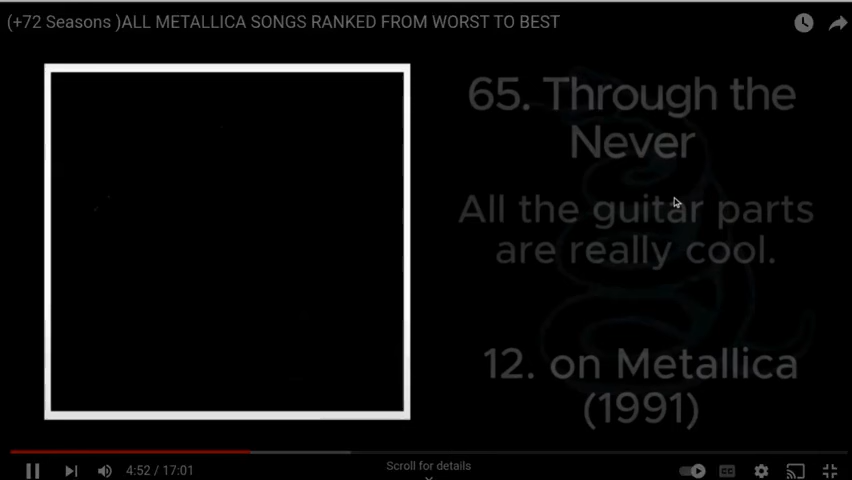 (+72 Seasons )ALL METALLICA SONGS RANKED FROM WORST TO BEST
65. Through the
Never
All the guitar parts
are really cool.
12. on Metallica
(1991)
4:52 / 17:01
Scroll for details